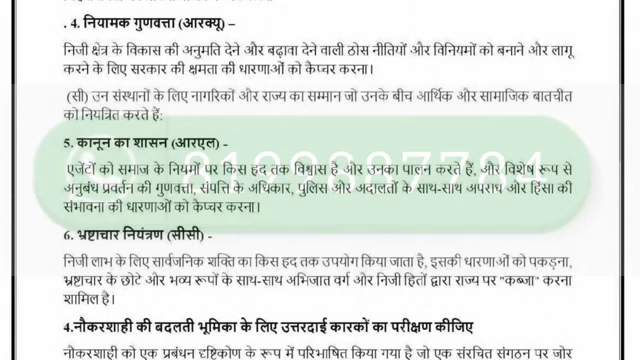 . 4. नियामक गुणवत्ता (आरक्यू) –
निजी क्षेत्र के विकास की अनुमति देने और बढ़ावा देने वाली ठोस नीतियों और विनियमों को बनाने और लागू
करने के लिए सरकार की क्षमता की धारणाओं को कैप्चर करना।
(सी) उन संस्थानों के लिए नागरिकों और राज्य का सम्मान जो उनके बीच आर्थिक और सामाजिक बातचीत
को नियंत्रित करते हैं:
5. कानून का शासन (आरएल) -
एजेंटों को समाज के नियमों पर किस हद तक विश्वास है और उनका पालन करते हैं, और विशेष रूप से
अनुबंध प्रवर्तन की गुणवत्ता, संपत्ति के अधिकार, पुलिस और अदालतों के साथ-साथ अपराध और हिंसा की
संभावना की धारणाओं को कैप्चर करना।
6. भ्रष्टाचार नियंत्रण (सीसी) -
निजी लाभ के लिए सार्वजनिक शक्ति का किस हद तक उपयोग किया जाता है, इसकी धारणाओं को पकड़ना,
भ्रष्टाचार के छोटे और भव्य रूपों के साथ-साथ अभिजात वर्ग और निजी हितों द्वारा राज्य पर "कब्जा" करना
शामिल है।
4.नौकरशाही की बदलती भूमिका के लिए उत्तरदाई कारकों का परीक्षण कीजिए
नौकरशाही को एक प्रबंधन दृष्टिकोण के रूप में परिभाषित किया गया है जो एक संरचित संगठन पर जोर